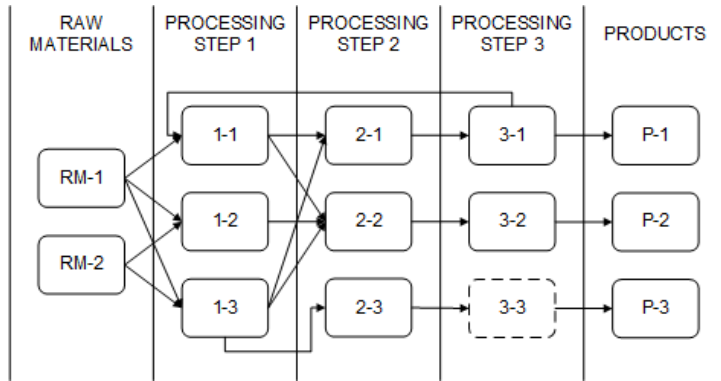 RAW
MATERIALS
PROCESSING
STEP 1
PROCESSING
STEP 2
PROCESSING
STEP 3
PRODUCTS
1-1
2-1
3-1
P-1
RM-1
1-2
2-2
3-2
P-2
RM-2
1-3
2-3
3-3
P-3